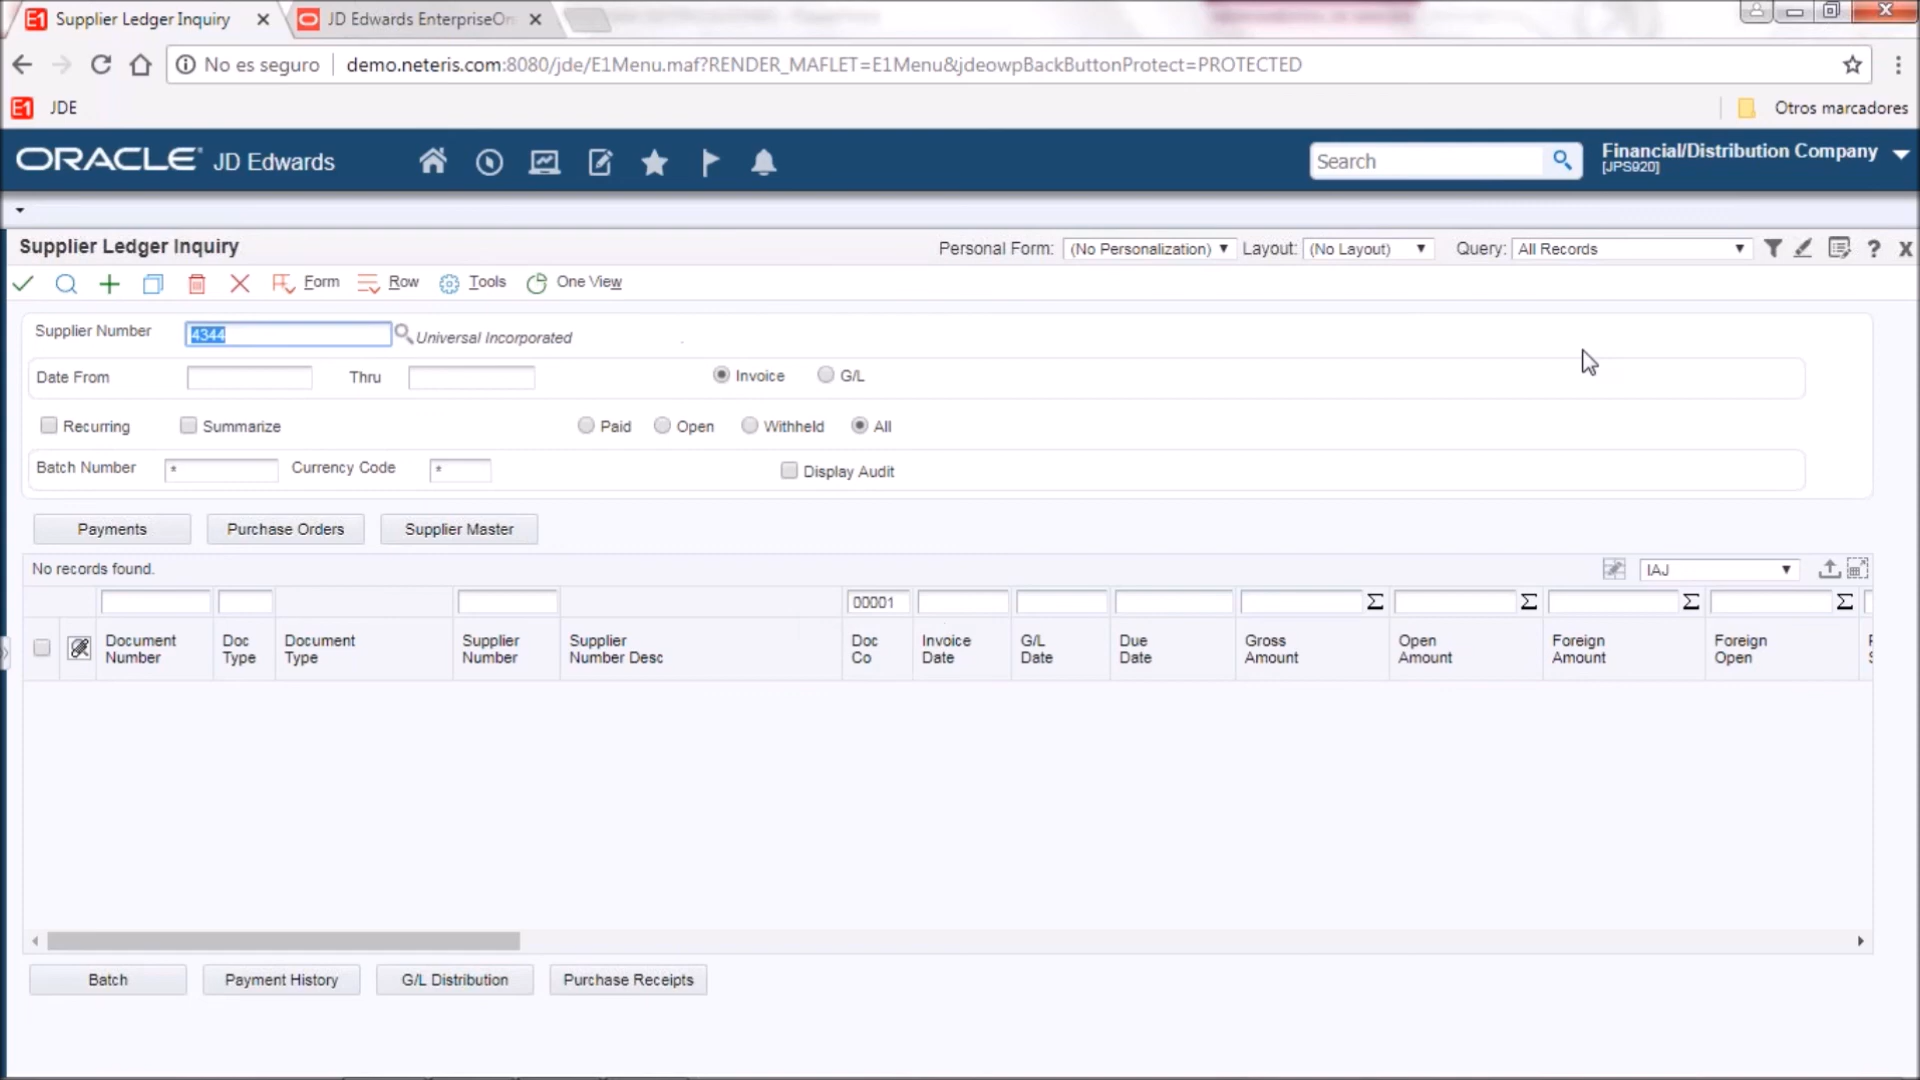 Supplier Ledger Inquiry
JD Edwards EnterpriseOn
No es seguro demo.neteris.com:8080/jde/E1Menu.maf?RENDER_MAFLET=E1Menu&jdeowpBackButtonProtect=PROTECTED
E1 JDE Otros marcadores
ORACLE JD Edwards Search Financial/Distribution Company
[JPS920]
Supplier Ledger Inquiry Personal Form: (No Personalization) Layout: (No Layout) Query: All Records
Form Row Tools One View
Supplier Number 4344 Universal Incorporated
Date From Thru Invoice G/L
Recurring Summarize Paid Open Withheld All
Batch Number * Currency Code * Display Audit
Payments Purchase Orders Supplier Master
No records found. IAJ
00001 Σ Σ Σ Σ
Document Number Doc Type Document Type Supplier Number Supplier Number Desc Doc Co Invoice Date G/L Date Due Date Gross Amount Open Amount Foreign Amount Foreign Open
Batch Payment History G/L Distribution Purchase Receipts